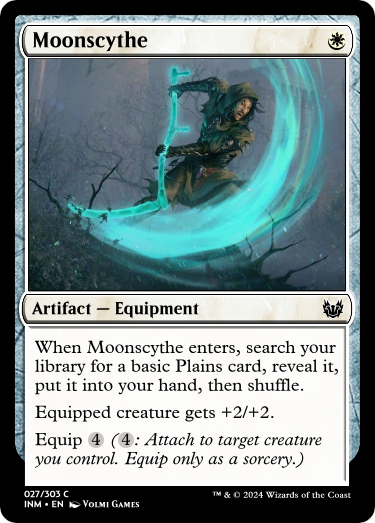 Moonscythe
Artifact — Equipment
When Moonscythe enters, search your
library for a basic Plains card, reveal it,
put it into your hand, then shuffle.
Equipped creature gets +2/+2.
Equip 4 (4: Attach to target creature
you control. Equip only as a sorcery.)
027/303 C
INM • EN Volmi Games
™ & © 2024 Wizards of the Coast